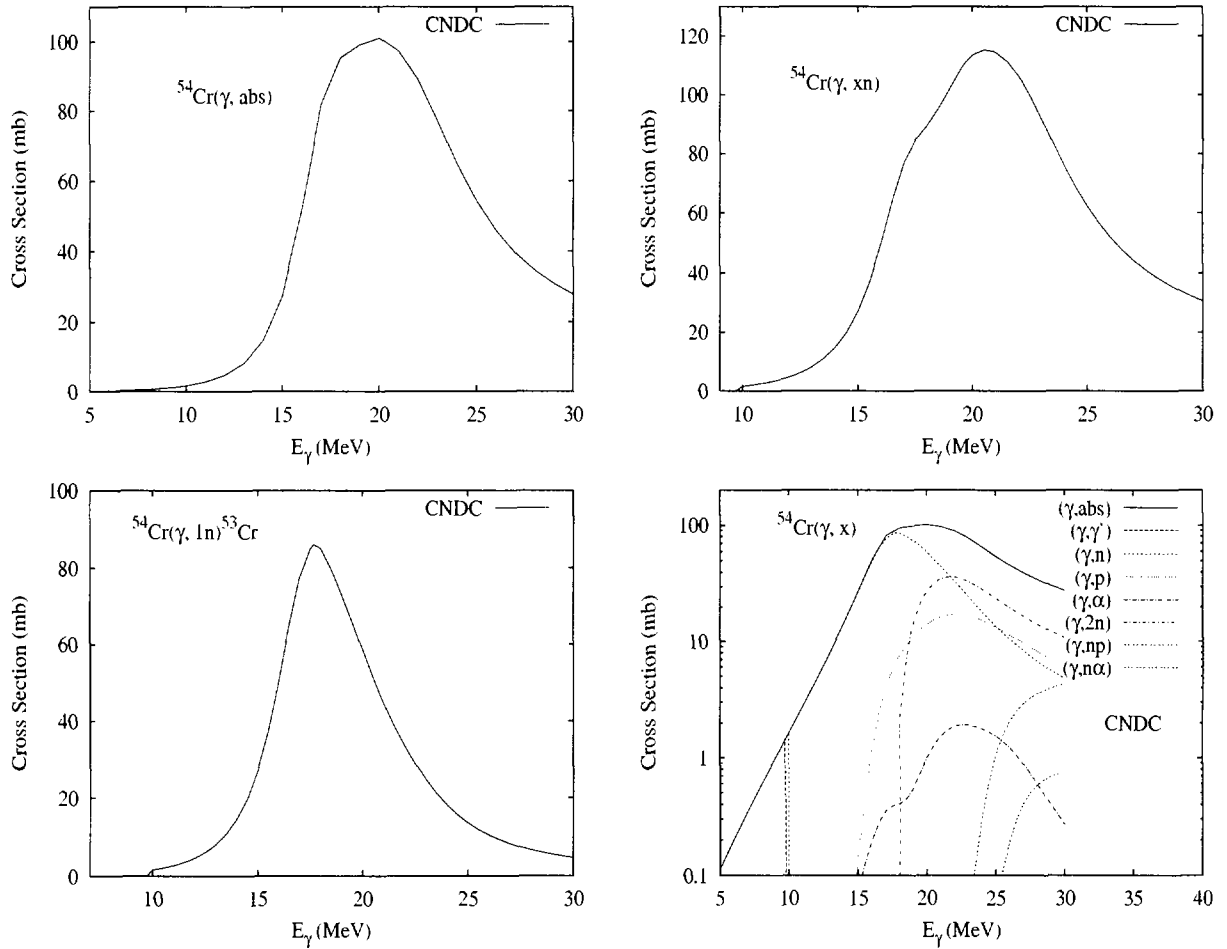 CNDC
⁵⁴Cr(γ, abs)
Cross Section (mb)
100
80
60
40
20
0
5
10
15
20
25
30
E_γ (MeV)
CNDC
⁵⁴Cr(γ, xn)
Cross Section (mb)
120
100
80
60
40
20
0
10
15
20
25
30
E_γ (MeV)
CNDC
⁵⁴Cr(γ, 1n)⁵³Cr
Cross Section (mb)
100
80
60
40
20
0
10
15
20
25
30
E_γ (MeV)
⁵⁴Cr(γ, x)
(γ,abs)
(γ,γ`)
(γ,n)
(γ,p)
(γ,α)
(γ,2n)
(γ,np)
(γ,nα)
CNDC
Cross Section (mb)
100
10
1
0.1
5
10
15
20
25
30
35
40
E_γ (MeV)